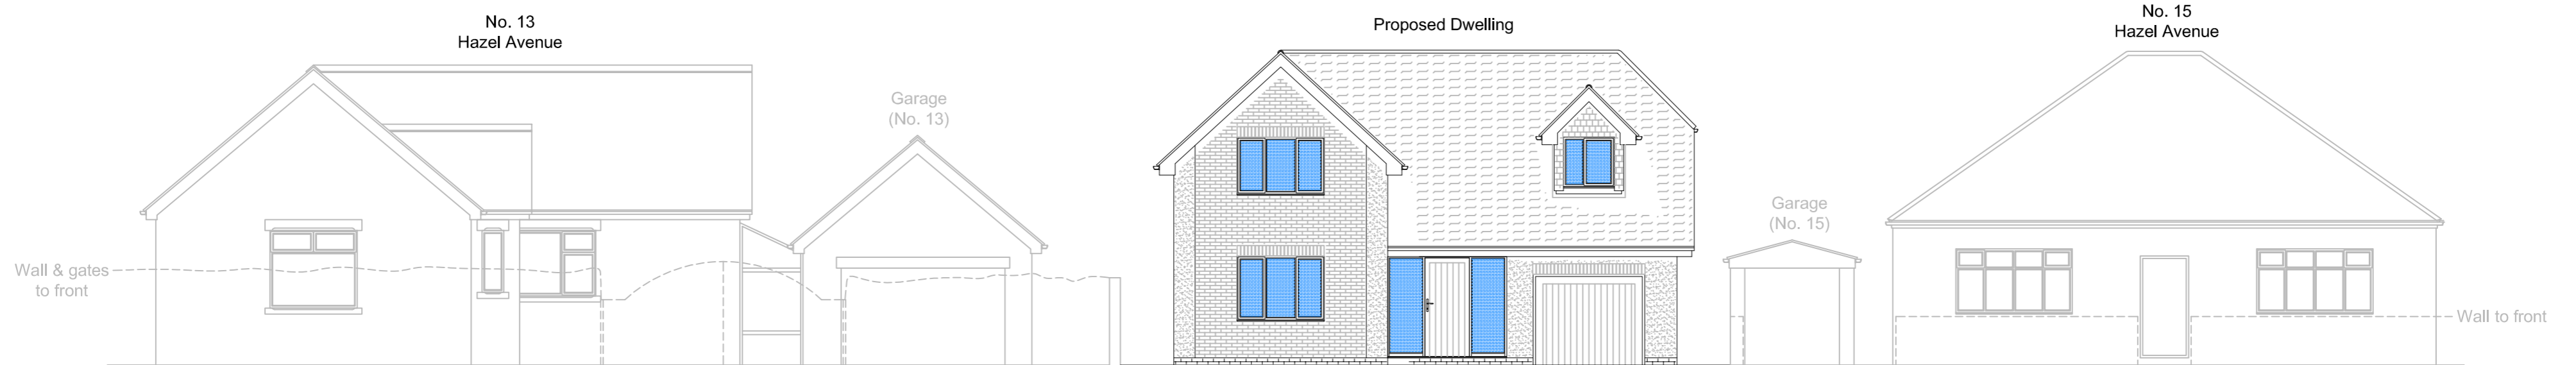 No. 13
Hazel Avenue
Proposed Dwelling
No. 15
Hazel Avenue
Garage
(No. 13)
Garage
(No. 15)
Wall & gates
to front
Wall to front